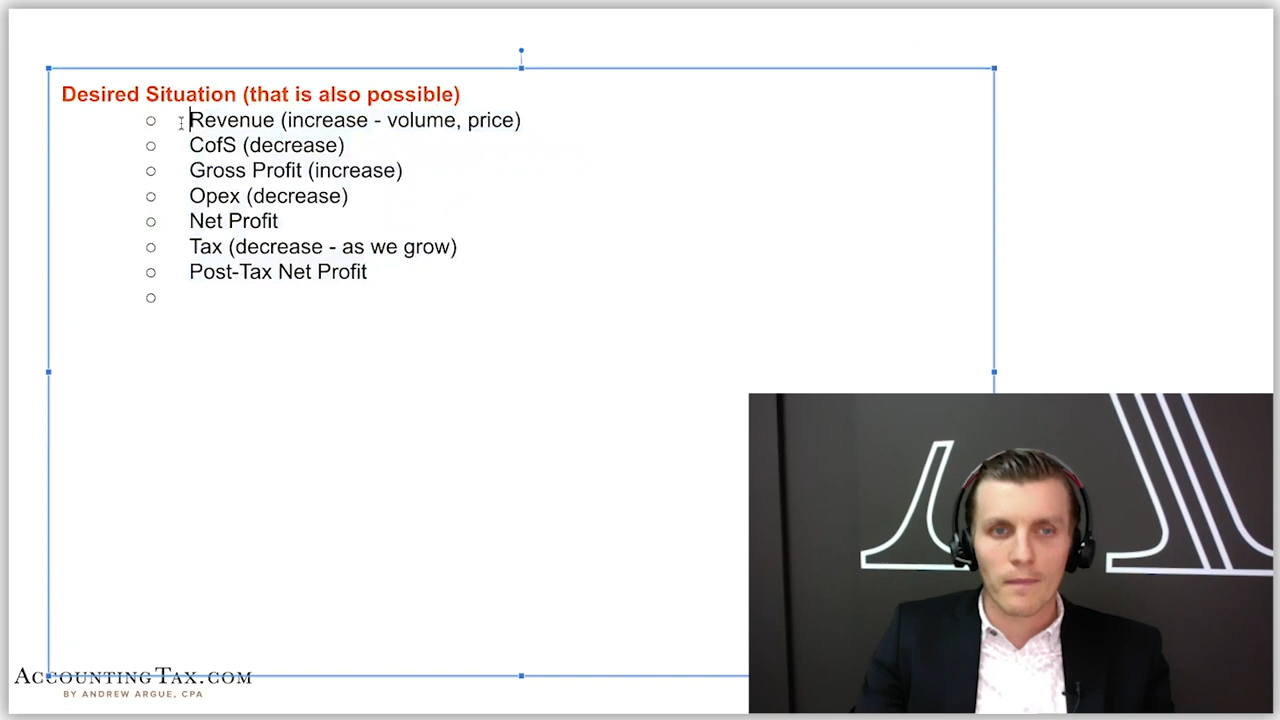 Desired Situation (that is also possible)
Revenue (increase - volume, price)
CofS (decrease)
Gross Profit (increase)
Opex (decrease)
Net Profit
Tax (decrease - as we grow)
Post-Tax Net Profit
ACCOUNTINGTAX.COM
BY ANDREW ARGUE, CPA